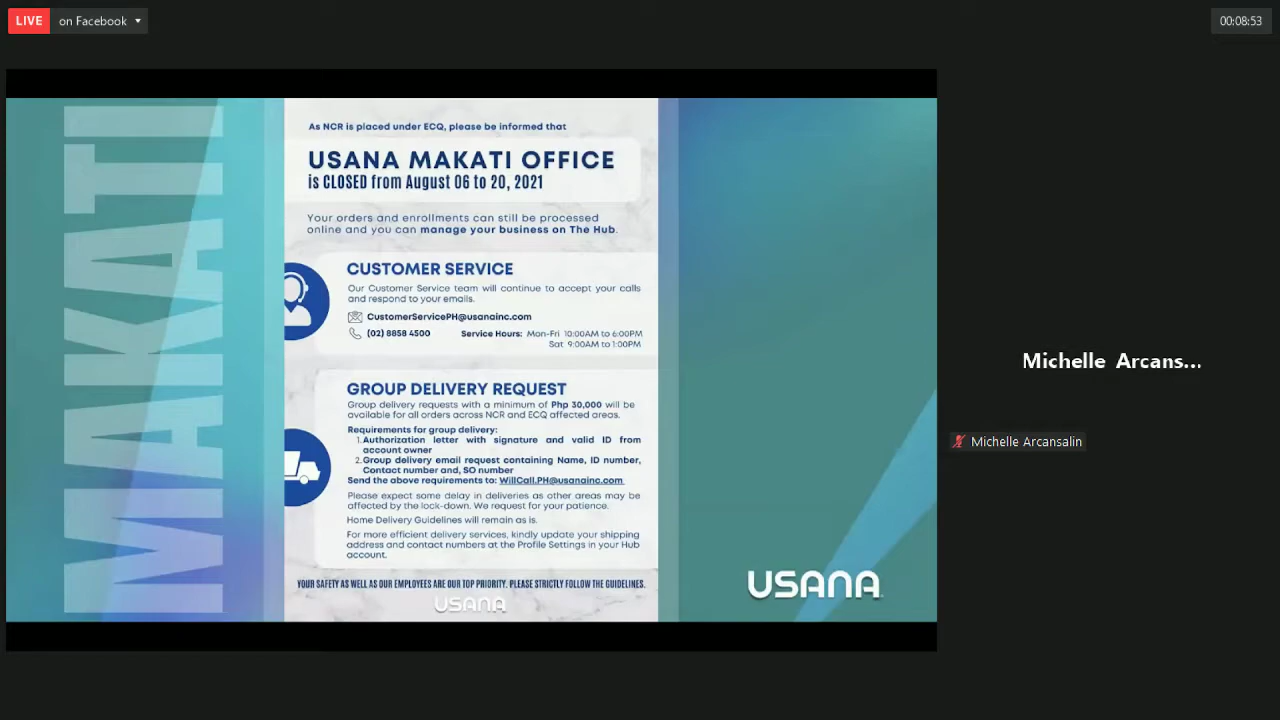 LIVE on Facebook
00:08:53
MAKATI
As NCR is placed under ECQ, please be informed that
USANA MAKATI OFFICE
is CLOSED from August 06 to 20, 2021
Your orders and enrollments can still be processed
online and you can manage your business on The Hub.
CUSTOMER SERVICE
Our Customer Service team will continue to accept your calls
and respond to your emails.
CustomerServicePH@usanainc.com
(02) 8858 4500 Service Hours: Mon-Fri 10:00AM to 6:00PM
Sat 9:00AM to 1:00PM
GROUP DELIVERY REQUEST
Group delivery requests with a minimum of Php 30,000 will be
available for all orders across NCR and ECQ affected areas.
Requirements for group delivery:
1. Authorization letter with signature and valid ID from
account owner
2. Group delivery email request containing Name, ID number,
Contact number and, SO number
Send the above requirements to: WillCall.PH@usanainc.com
Please expect some delay in deliveries as other areas may be
affected by the lock-down. We request for your patience.
Home Delivery Guidelines will remain as is.
For more efficient delivery services, kindly update your shipping
address and contact numbers at the Profile Settings in your Hub
account.
YOUR SAFETY AS WELL AS OUR EMPLOYEES ARE OUR TOP PRIORITY. PLEASE STRICTLY FOLLOW THE GUIDELINES.
USANA
USANA
Michelle Arcans...
Michelle Arcansalin